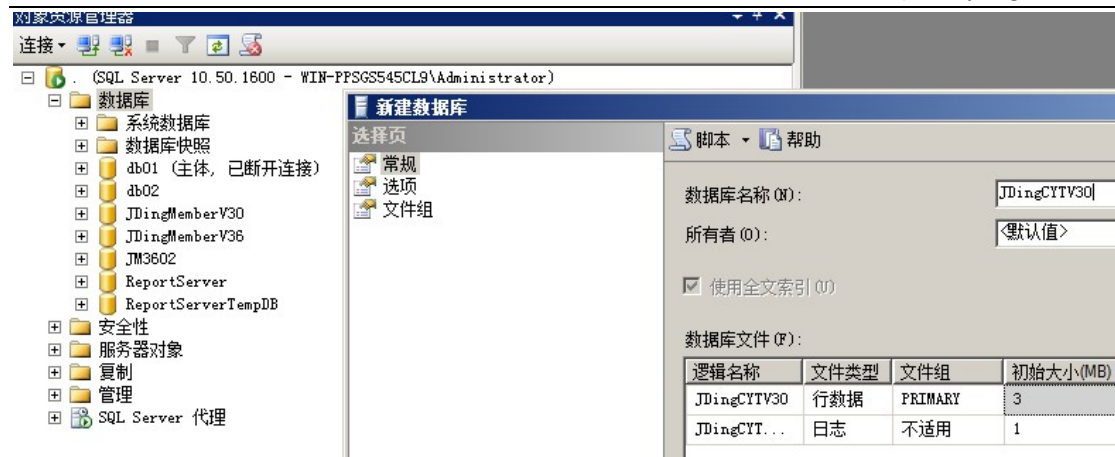 对象资源管理器
连接
. (SQL Server 10.50.1600 - WIN-PPSGS545CL9\Administrator)
数据库
系统数据库
数据库快照
db01 (主体, 已断开连接)
db02
JDingMemberV30
JDingMemberV36
JM3602
ReportServer
ReportServerTempDB
安全性
服务器对象
复制
管理
SQL Server 代理
新建数据库
选择页
常规
选项
文件组
脚本 帮助
数据库名称(N): JDingCYTV30
所有者(O): <默认值>
使用全文索引(U)
数据库文件(F):
逻辑名称 文件类型 文件组 初始大小(MB)
JDingCYTV30 行数据 PRIMARY 3
JDingCYT... 日志 不适用 1